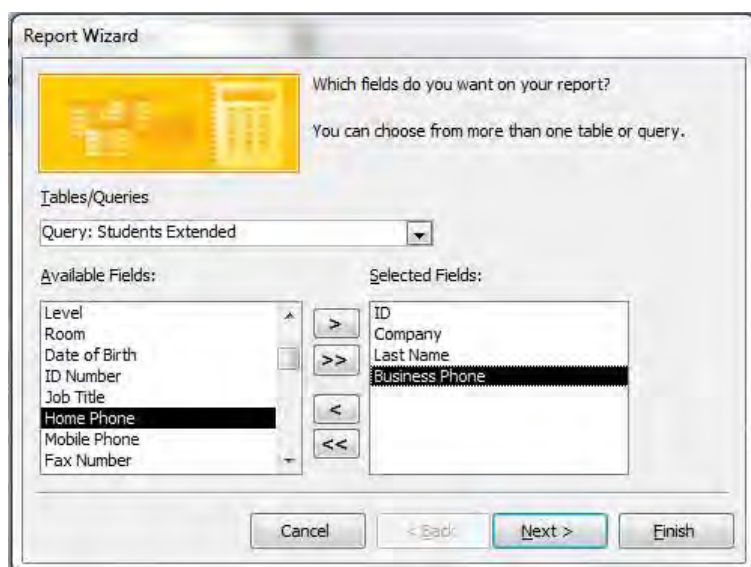 Report Wizard
Which fields do you want on your report?
You can choose from more than one table or query.
Tables/Queries
Query: Students Extended
Available Fields:
Selected Fields:
Level
Room
Date of Birth
ID Number
Job Title
Home Phone
Mobile Phone
Fax Number
>
>>
<
<<
ID
Company
Last Name
Business Phone
Cancel
< Back
Next >
Finish